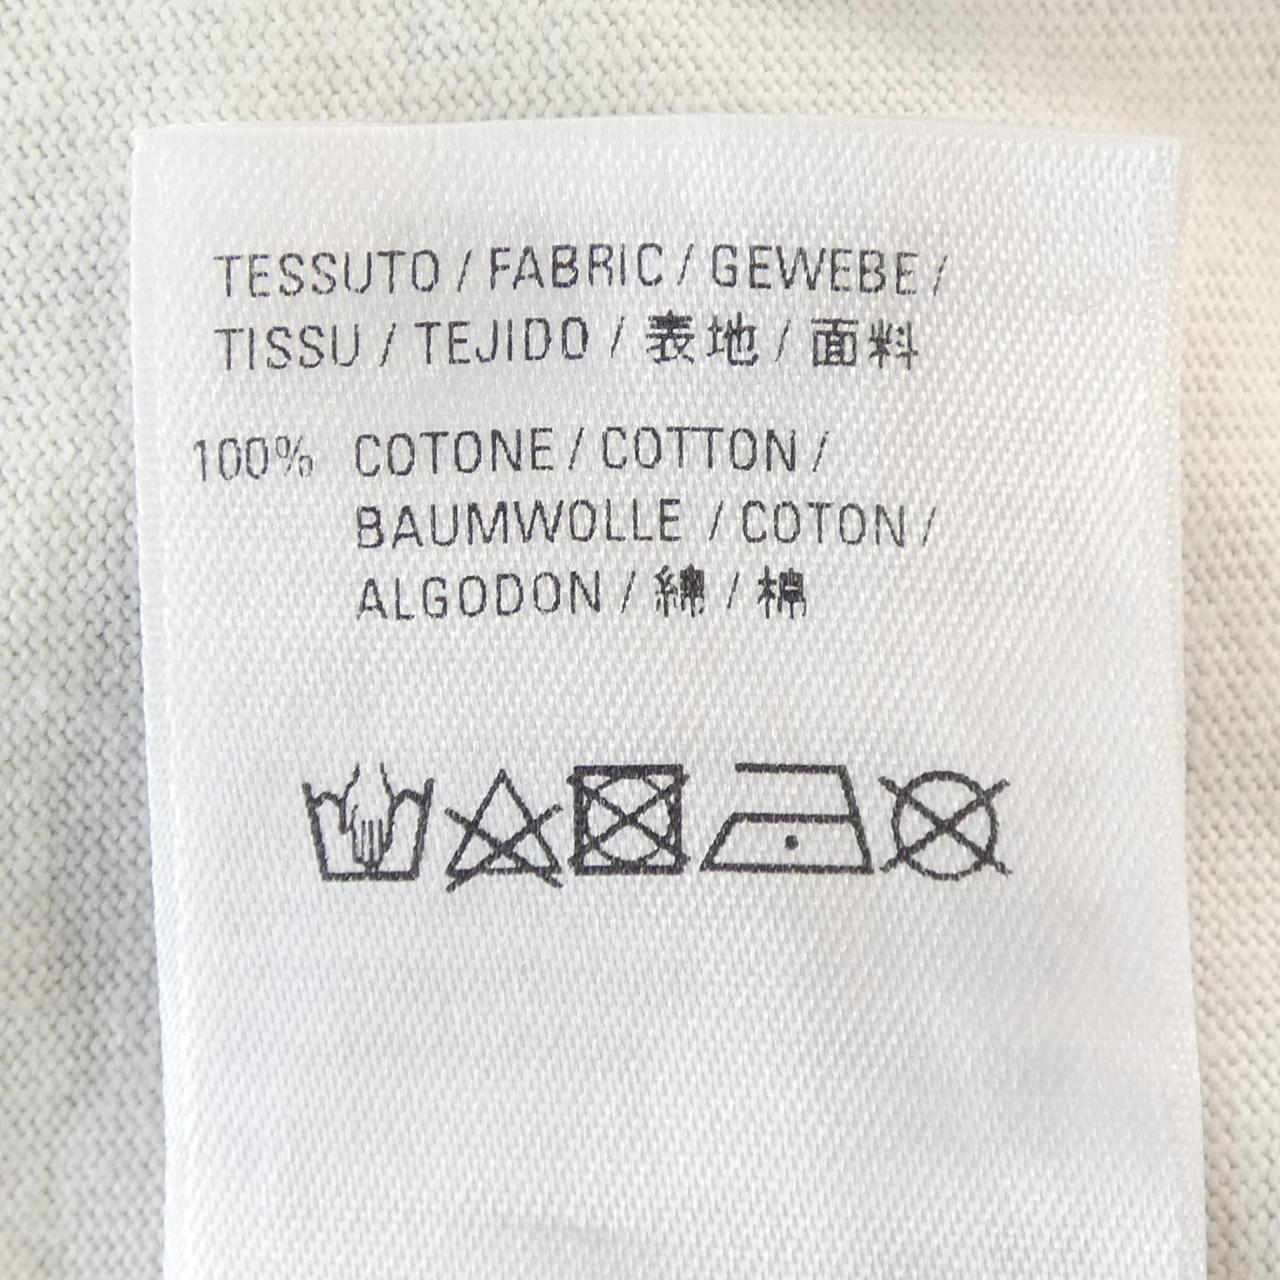 TESSUTO / FABRIC / GEWEBE /
TISSU / TEJIDO / 表地 / 面料
100% COTONE / COTTON /
BAUMWOLLE / COTON /
ALGODON / 綿 / 棉